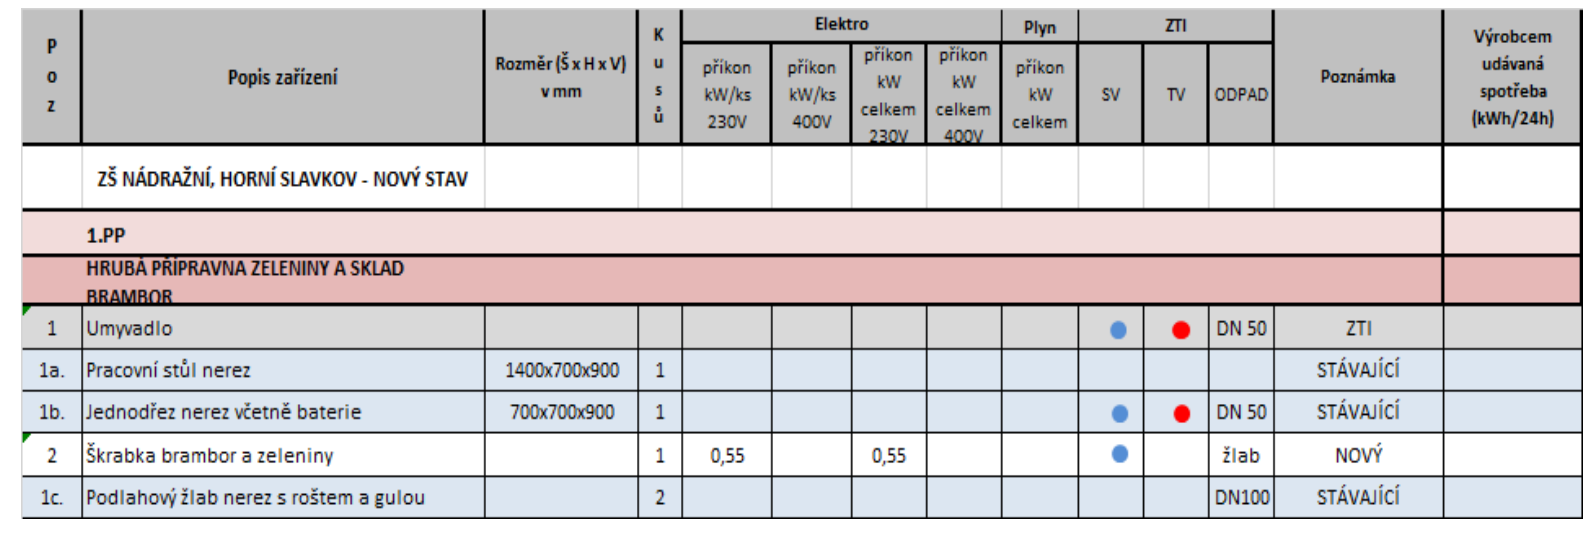 P o z Popis zařízení Rozměr (Š x H x V) v mm K u s ů Elektro Plyn ZTI Poznámka Výrobcem udávaná spotřeba (kWh/24h)
příkon kW/ks 230V příkon kW/ks 400V příkon kW celkem 230V příkon kW celkem 400V příkon kW celkem SV TV ODPAD
ZŠ NÁDRAŽNÍ, HORNÍ SLAVKOV - NOVÝ STAV
1.PP
HRUBÁ PŘÍPRAVNA ZELENINY A SKLAD
BRAMBOR
1 Umyvadlo DN 50 ZTI
1a. Pracovní stůl nerez 1400x700x900 1 STÁVAJÍCÍ
1b. Jednodřez nerez včetně baterie 700x700x900 1 DN 50 STÁVAJÍCÍ
2 Škrabka brambor a zeleniny 1 0,55 0,55 žlab NOVÝ
1c. Podlahový žlab nerez s roštem a gulou 2 DN100 STÁVAJÍCÍ